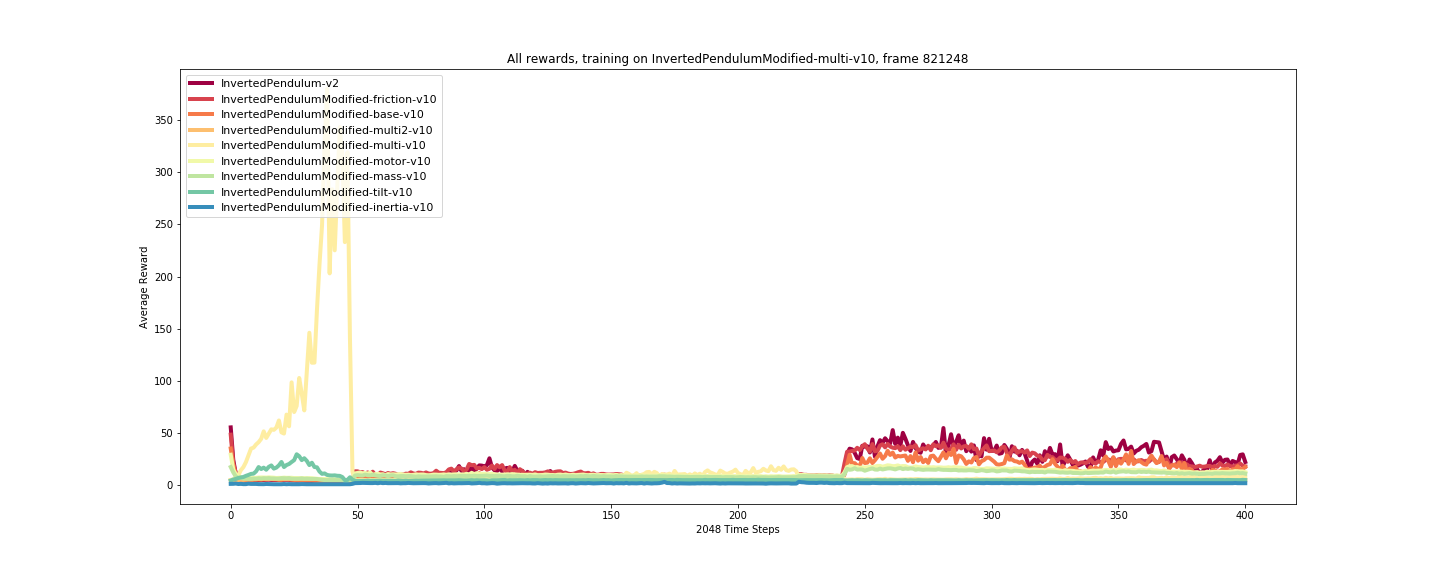 All rewards, training on InvertedPendulumModified-multi-v10, frame 821248
InvertedPendulum-v2
InvertedPendulumModified-friction-v10
InvertedPendulumModified-base-v10
InvertedPendulumModified-multi2-v10
InvertedPendulumModified-multi-v10
InvertedPendulumModified-motor-v10
InvertedPendulumModified-mass-v10
InvertedPendulumModified-tilt-v10
InvertedPendulumModified-inertia-v10
350
300
250
200
150
100
50
0
Average Reward
0 50 100 150 200 250 300 350 400
2048 Time Steps